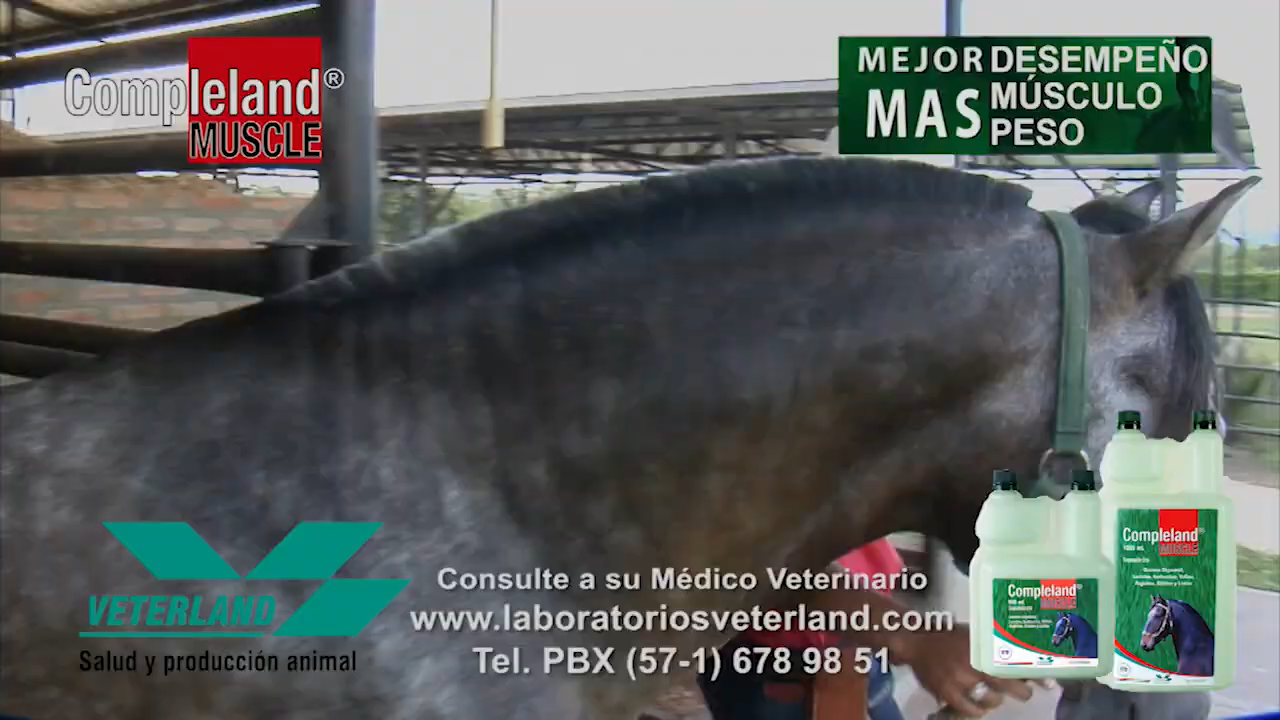 Compleland®
MUSCLE
MEJOR DESEMPEÑO
MAS MÚSCULO
PESO
VETERLAND
Salud y producción animal
Consulte a su Médico Veterinario
www.laboratoriosveterland.com
Tel. PBX (57-1) 678 98 51
Compleland®
MUSCLE
Compleland®
MUSCLE